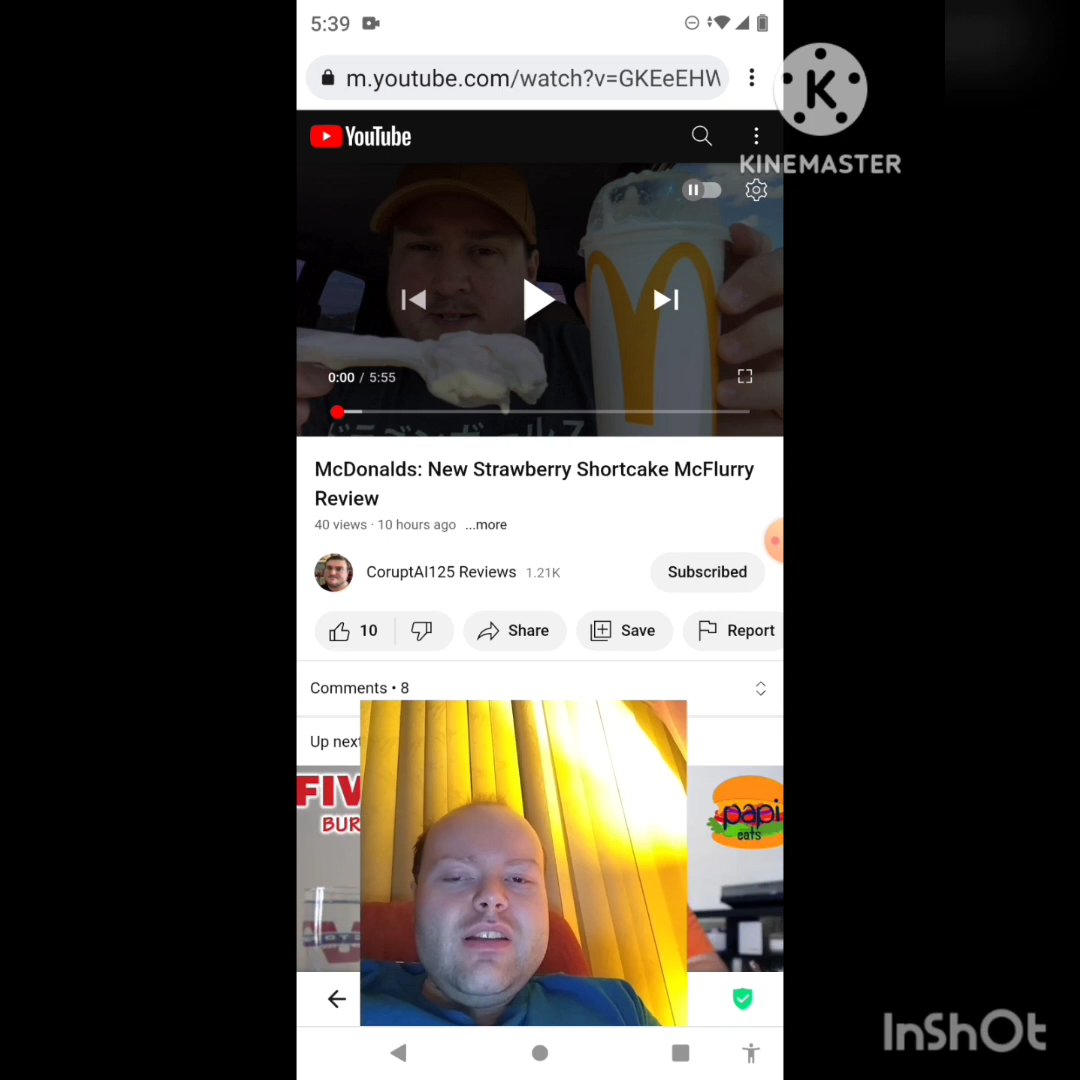 5:39
m.youtube.com/watch?v=GKEeEHW
YouTube
KINEMASTER
0:00 / 5:55
McDonalds: New Strawberry Shortcake McFlurry
Review
40 views · 10 hours ago ...more
CoruptAI125 Reviews 1.21K
Subscribed
10
Share
Save
Report
Comments • 8
Up next
FIV
BUR
papi
eats
InShOt